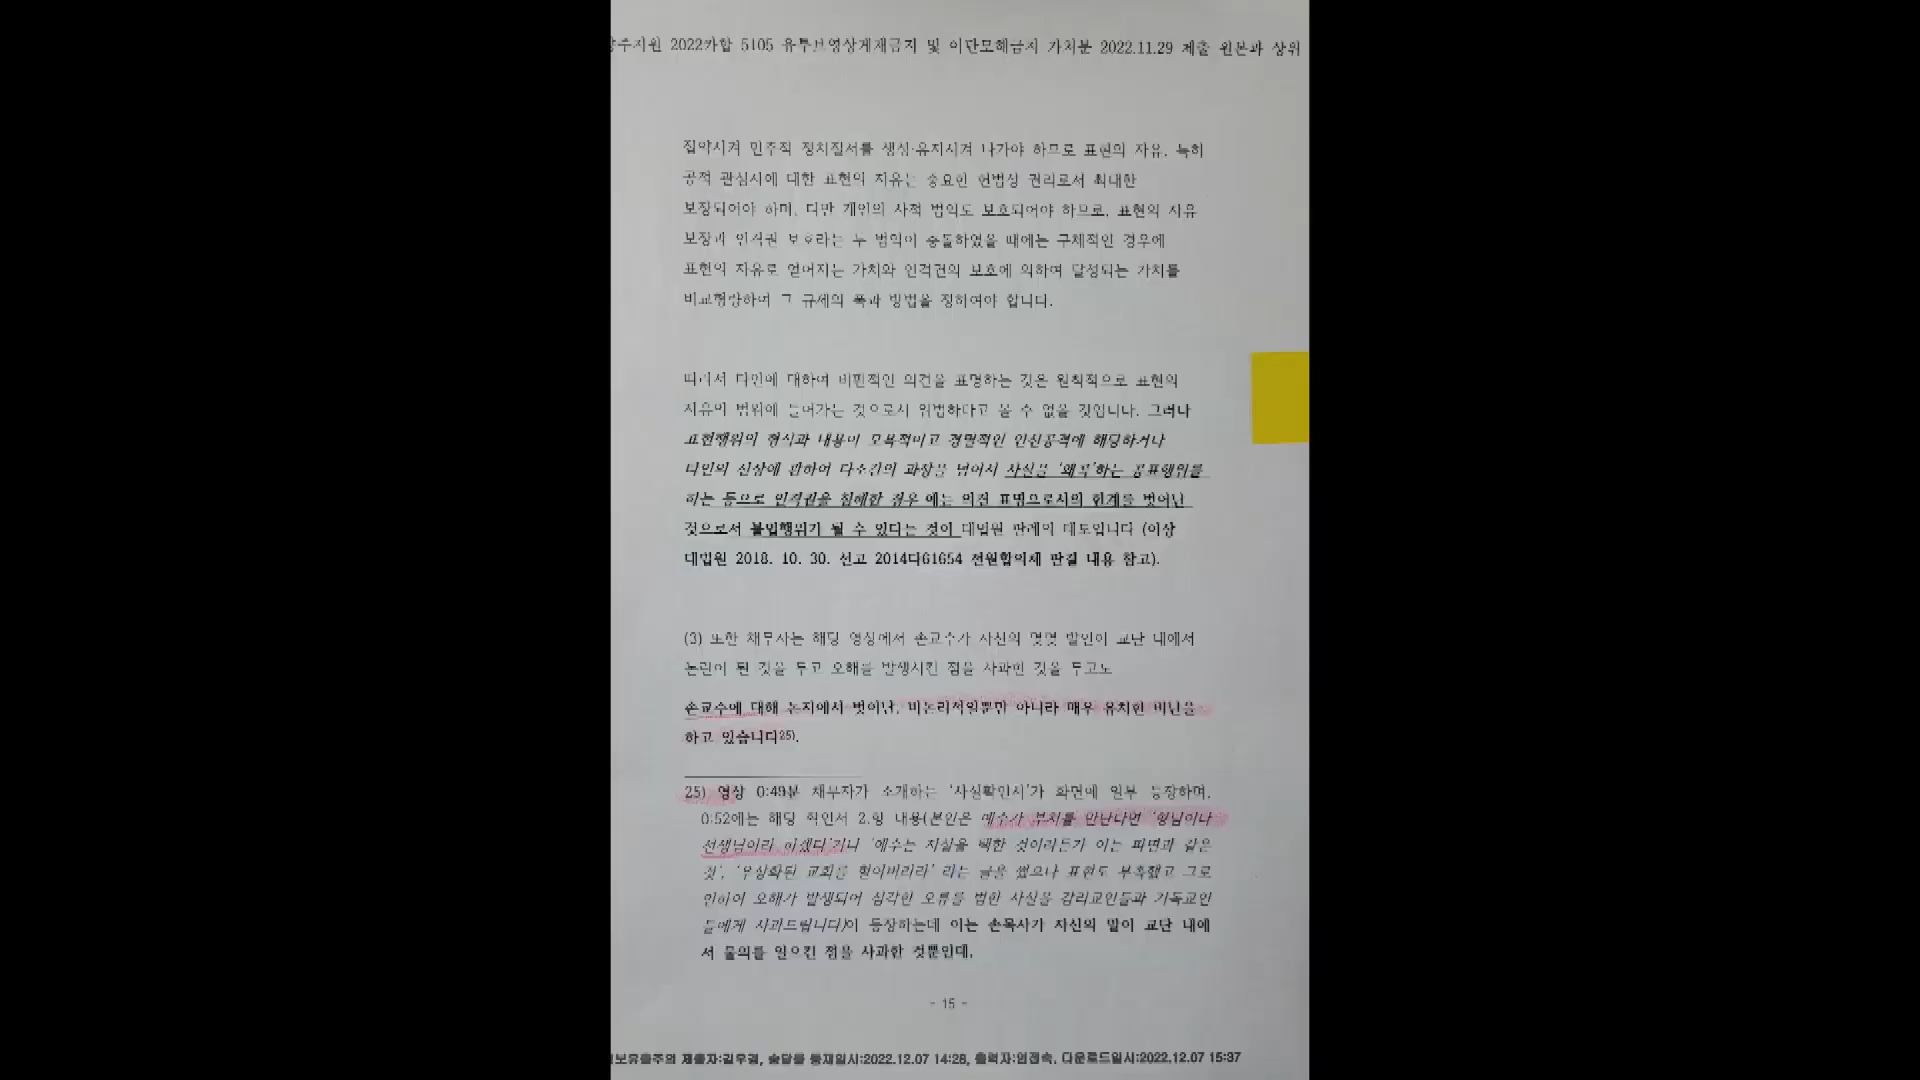 상주지원 2022카합 5105 유투브영상게재금지 및 이단모해금지 가처분 2022.11.29 제출 원본과 상위
집약시켜 민주적 정치질서를 생성·유지시켜 나가야 하므로 표현의 자유, 특히
공적 관심사에 대한 표현의 자유는 중요한 헌법상 권리로서 최대한
보장되어야 하며, 다만 개인의 사적 법익도 보호되어야 하므로, 표현의 자유
보장과 인격권 보호라는 두 법익이 충돌하였을 때에는 구체적인 경우에
표현의 자유로 얻어지는 가치와 인격권의 보호에 의하여 달성되는 가치를
비교형량하여 그 규제의 폭과 방법을 정하여야 합니다.
따라서 타인에 대하여 비판적인 의견을 표명하는 것은 원칙적으로 표현의
자유의 범위에 들어가는 것으로서 위법하다고 볼 수 없을 것입니다. 그러나
표현행위의 형식과 내용이 모욕적이고 경멸적인 인신공격에 해당하거나
타인의 신상에 관하여 다소간의 과장을 넘어서 사실을 '왜곡'하는 공표행위를
하는 등으로 인격권을 침해한 경우 에는 의견 표명으로서의 한계를 벗어난
것으로서 불법행위가 될 수 있다는 것이 대법원 판례의 태도입니다 (이상
대법원 2018. 10. 30. 선고 2014다61654 전원합의체 판결 내용 참고).
(3) 또한 채무자는 해당 영상에서 손교수가 자신의 몇몇 발언이 교단 내에서
논란이 된 것을 두고 오해를 발생시킨 점을 사과한 것을 두고도
손교수에 대해 논지에서 벗어난, 비논리적일뿐만 아니라 매우 유치한 비난을
하고 있습니다25).
25) 영상 0:49분 채무자가 소개하는 '사실확인서'가 화면에 일부 등장하며,
0:52에는 해당 확인서 2.항 내용(본인은 예수가 부처를 만난다면 '형님이나
선생님이라 하셨다'거나 '예수는 자살을 택한 것이라든가 이는 파면과 같은
것', '우상화된 교회를 헐어버리라' 라는 글을 썼으나 표현도 부족했고 그로
인하여 오해가 발생되어 심각한 오류를 범한 사실을 감리교인들과 기독교인
들에게 사과드립니다)이 등장하는데 이는 손목사가 자신의 말이 교단 내에
서 물의를 일으킨 점을 사과한 것뿐인데,
- 15 -
보유출주의 제출자:김우겸, 송달물 등재일시:2022.12.07 14:28, 출력자:인전숙, 다운로드일시:2022.12.07 15:37